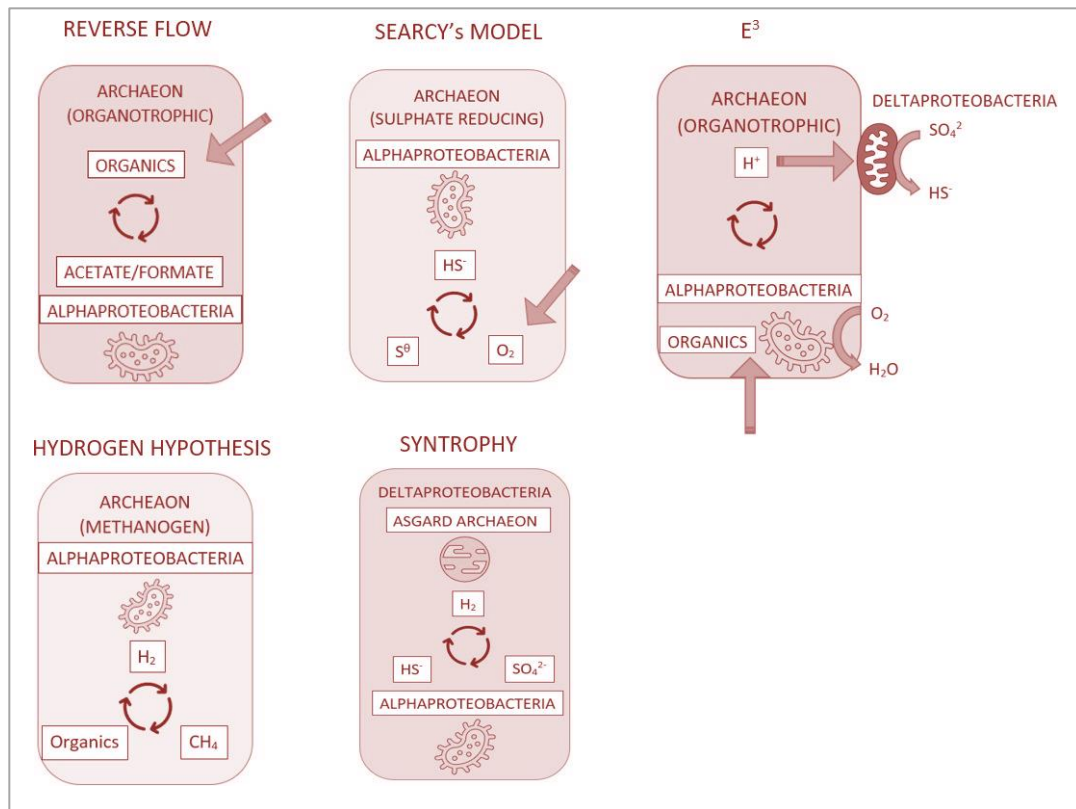 REVERSE FLOW
ARCHAEON
(ORGANOTROPHIC)
ORGANICS
ACETATE/FORMATE
ALPHAPROTEOBACTERIA
SEARCY's MODEL
ARCHAEON
(SULPHATE REDUCING)
ALPHAPROTEOBACTERIA
HS⁻
S⁰
O₂
E³
ARCHAEON
(ORGANOTROPHIC)
H⁺
DELTAPROTEOBACTERIA
SO₄²
HS⁻
ALPHAPROTEOBACTERIA
ORGANICS
O₂
H₂O
HYDROGEN HYPOTHESIS
ARCHEAON
(METHANOGEN)
ALPHAPROTEOBACTERIA
H₂
Organics
CH₄
SYNTROPHY
DELTAPROTEOBACTERIA
ASGARD ARCHAEON
H₂
HS⁻
SO₄²⁻
ALPHAPROTEOBACTERIA